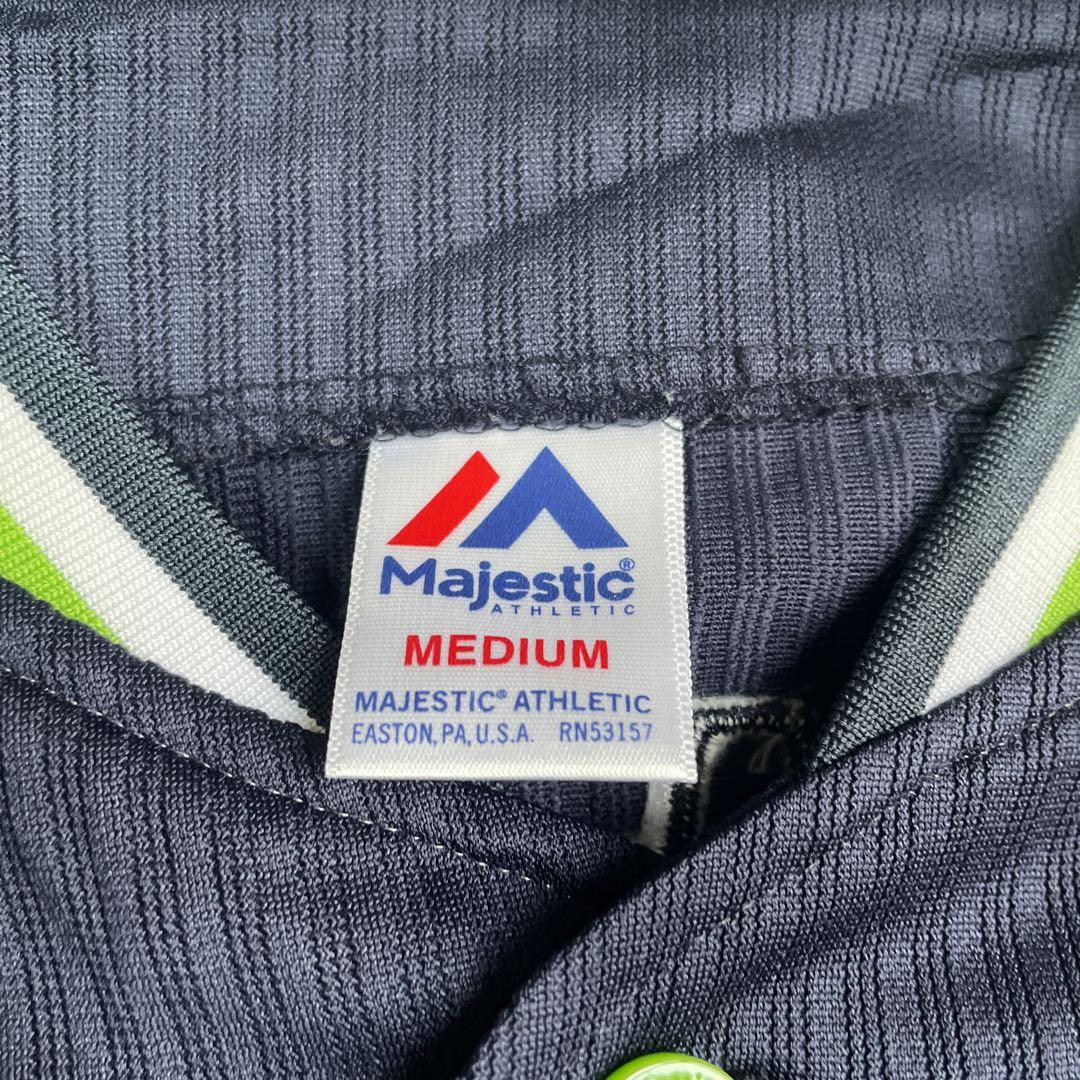 Majestic®
ATHLETIC
MEDIUM
MAJESTIC® ATHLETIC
EASTON, PA, U.S.A. RN53157